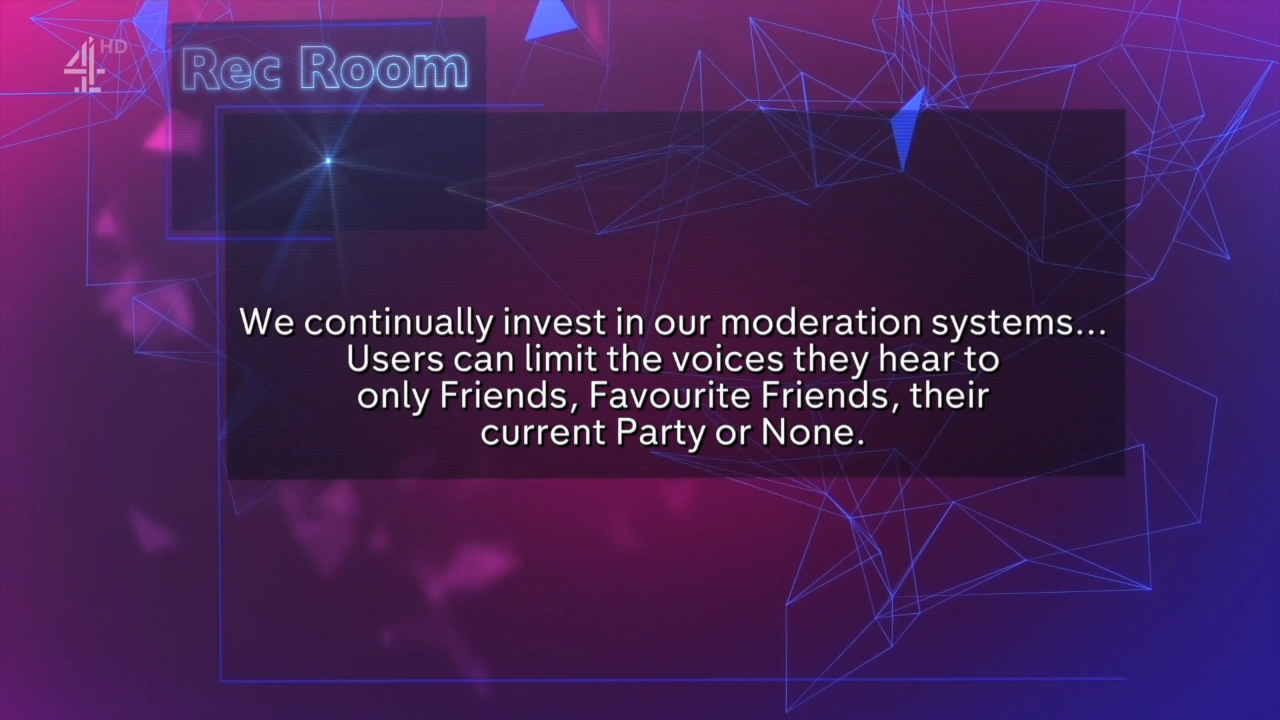 4 HD
Rec Room
We continually invest in our moderation systems...
Users can limit the voices they hear to
only Friends, Favourite Friends, their
current Party or None.